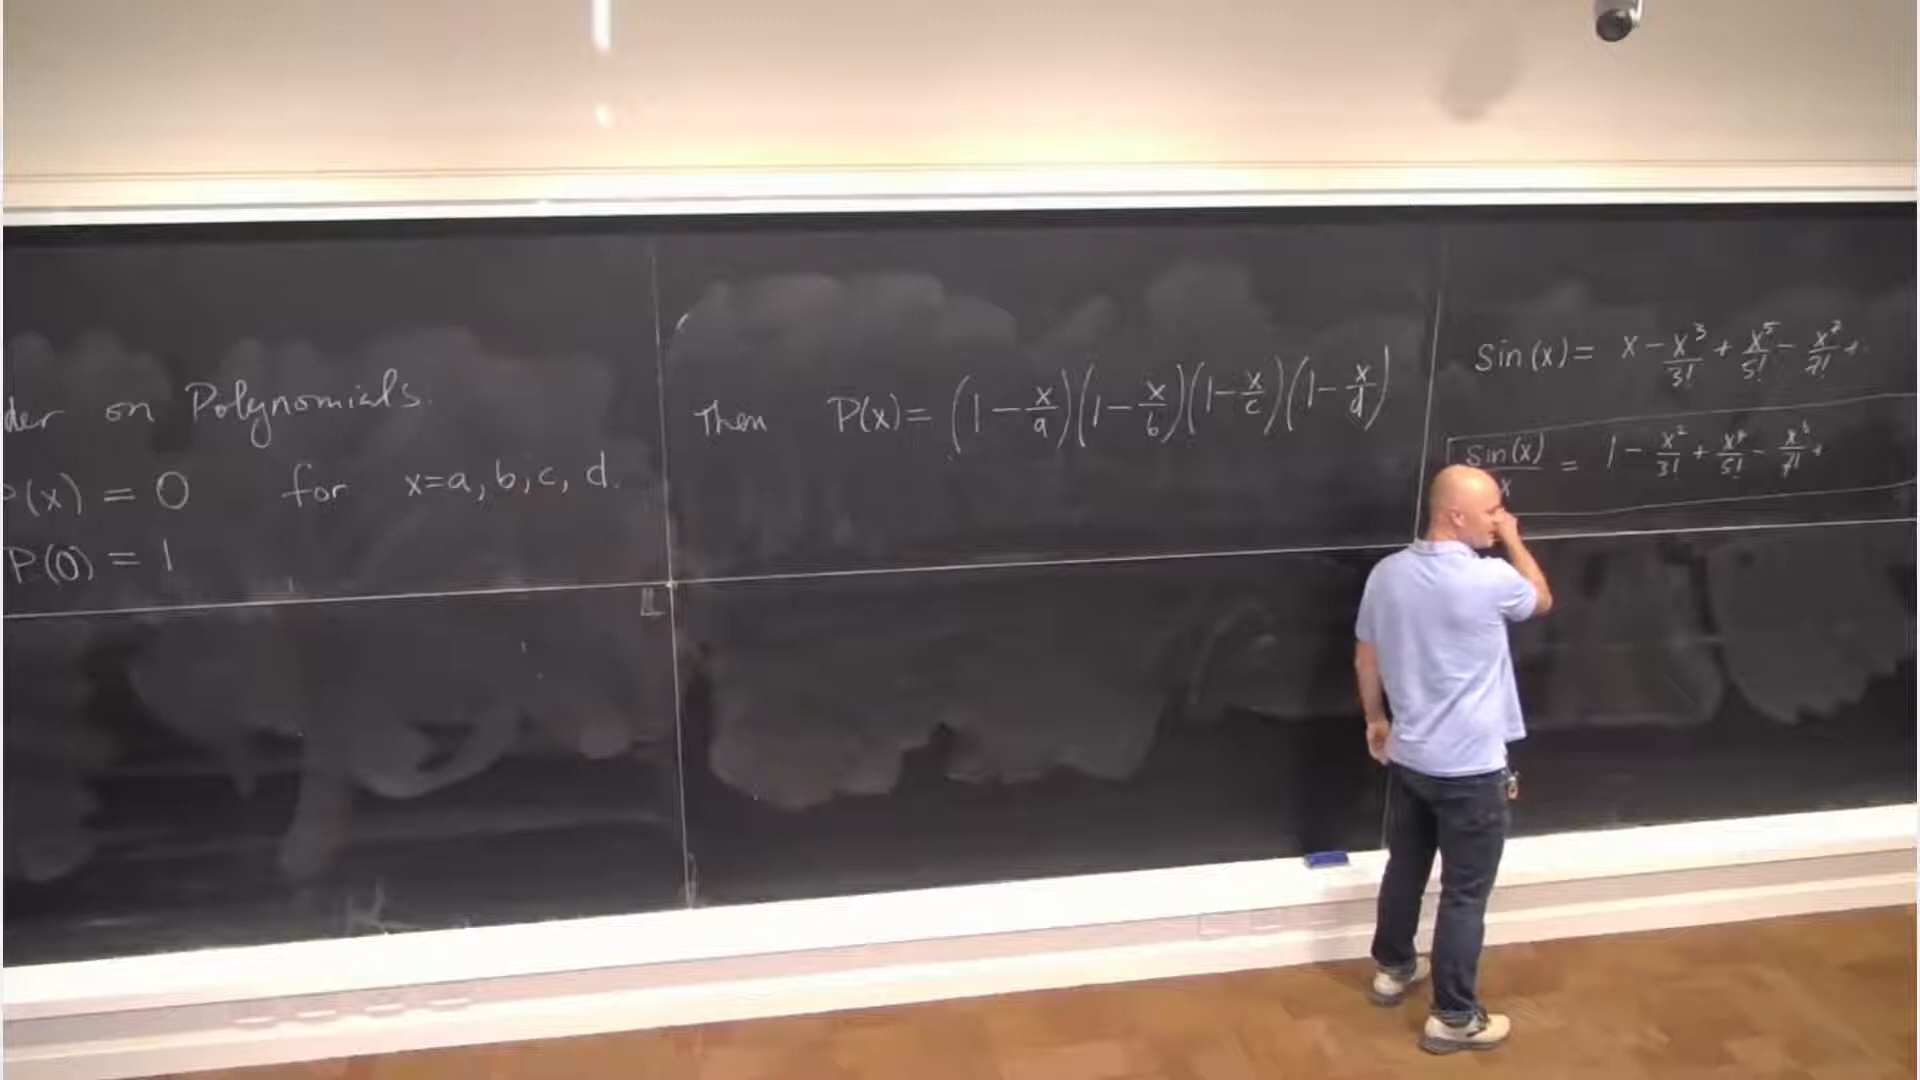 on Polynomials.
P(x) = 0 for x=a, b, c, d.
P(0) = 1
Then P(x) = (1 - x/a)(1 - x/b)(1 - x/c)(1 - x/d)
Sin(x) = x - x³/3! + x⁵/5! - x⁷/7! +
Sin(x)/x = 1 - x²/3! + x⁴/5! - x⁶/7! +